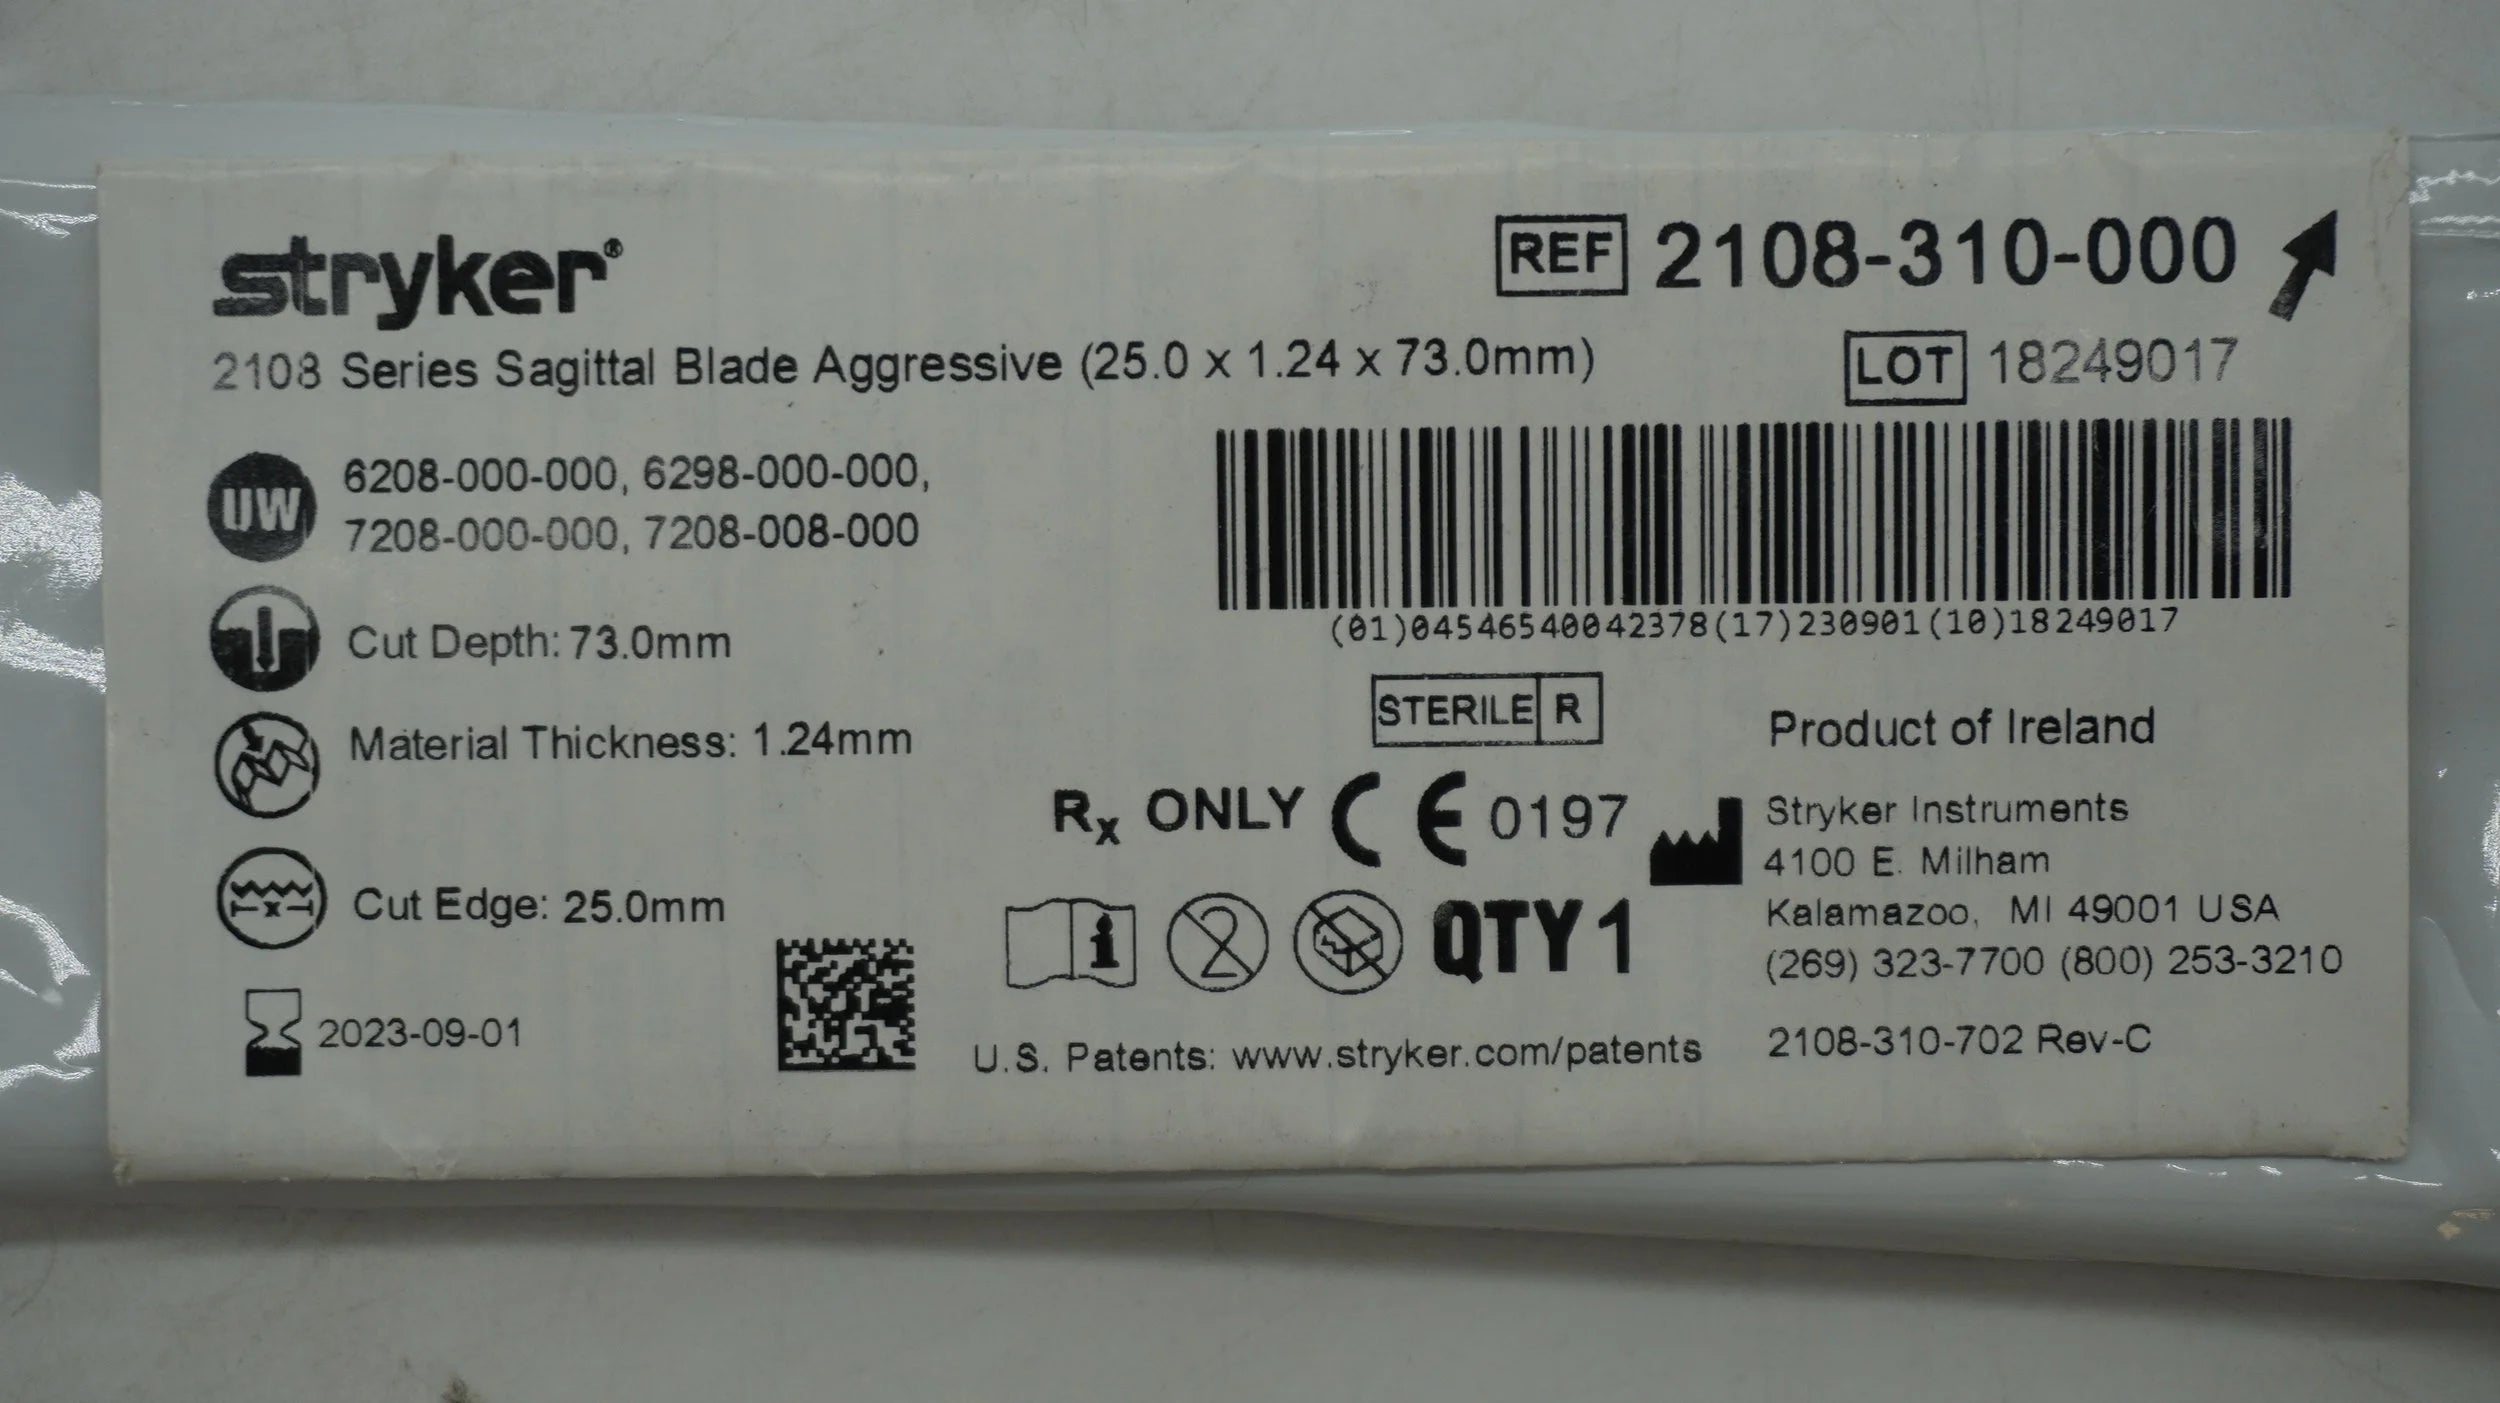 stryker®
REF 2108-310-000
2108 Series Sagittal Blade Aggressive (25.0 x 1.24 x 73.0mm)
LOT 18249017
UW 6208-000-000, 6298-000-000,
7208-000-000, 7208-008-000
(01)04546540042378(17)230901(10)18249017
Cut Depth: 73.0mm
STERILE R
Product of Ireland
Material Thickness: 1.24mm
Rx ONLY CE 0197
Stryker Instruments
4100 E. Milham
Kalamazoo, MI 49001 USA
(269) 323-7700 (800) 253-3210
Cut Edge: 25.0mm
x
i 2 QTY 1
2023-09-01
U.S. Patents: www.stryker.com/patents
2108-310-702 Rev-C